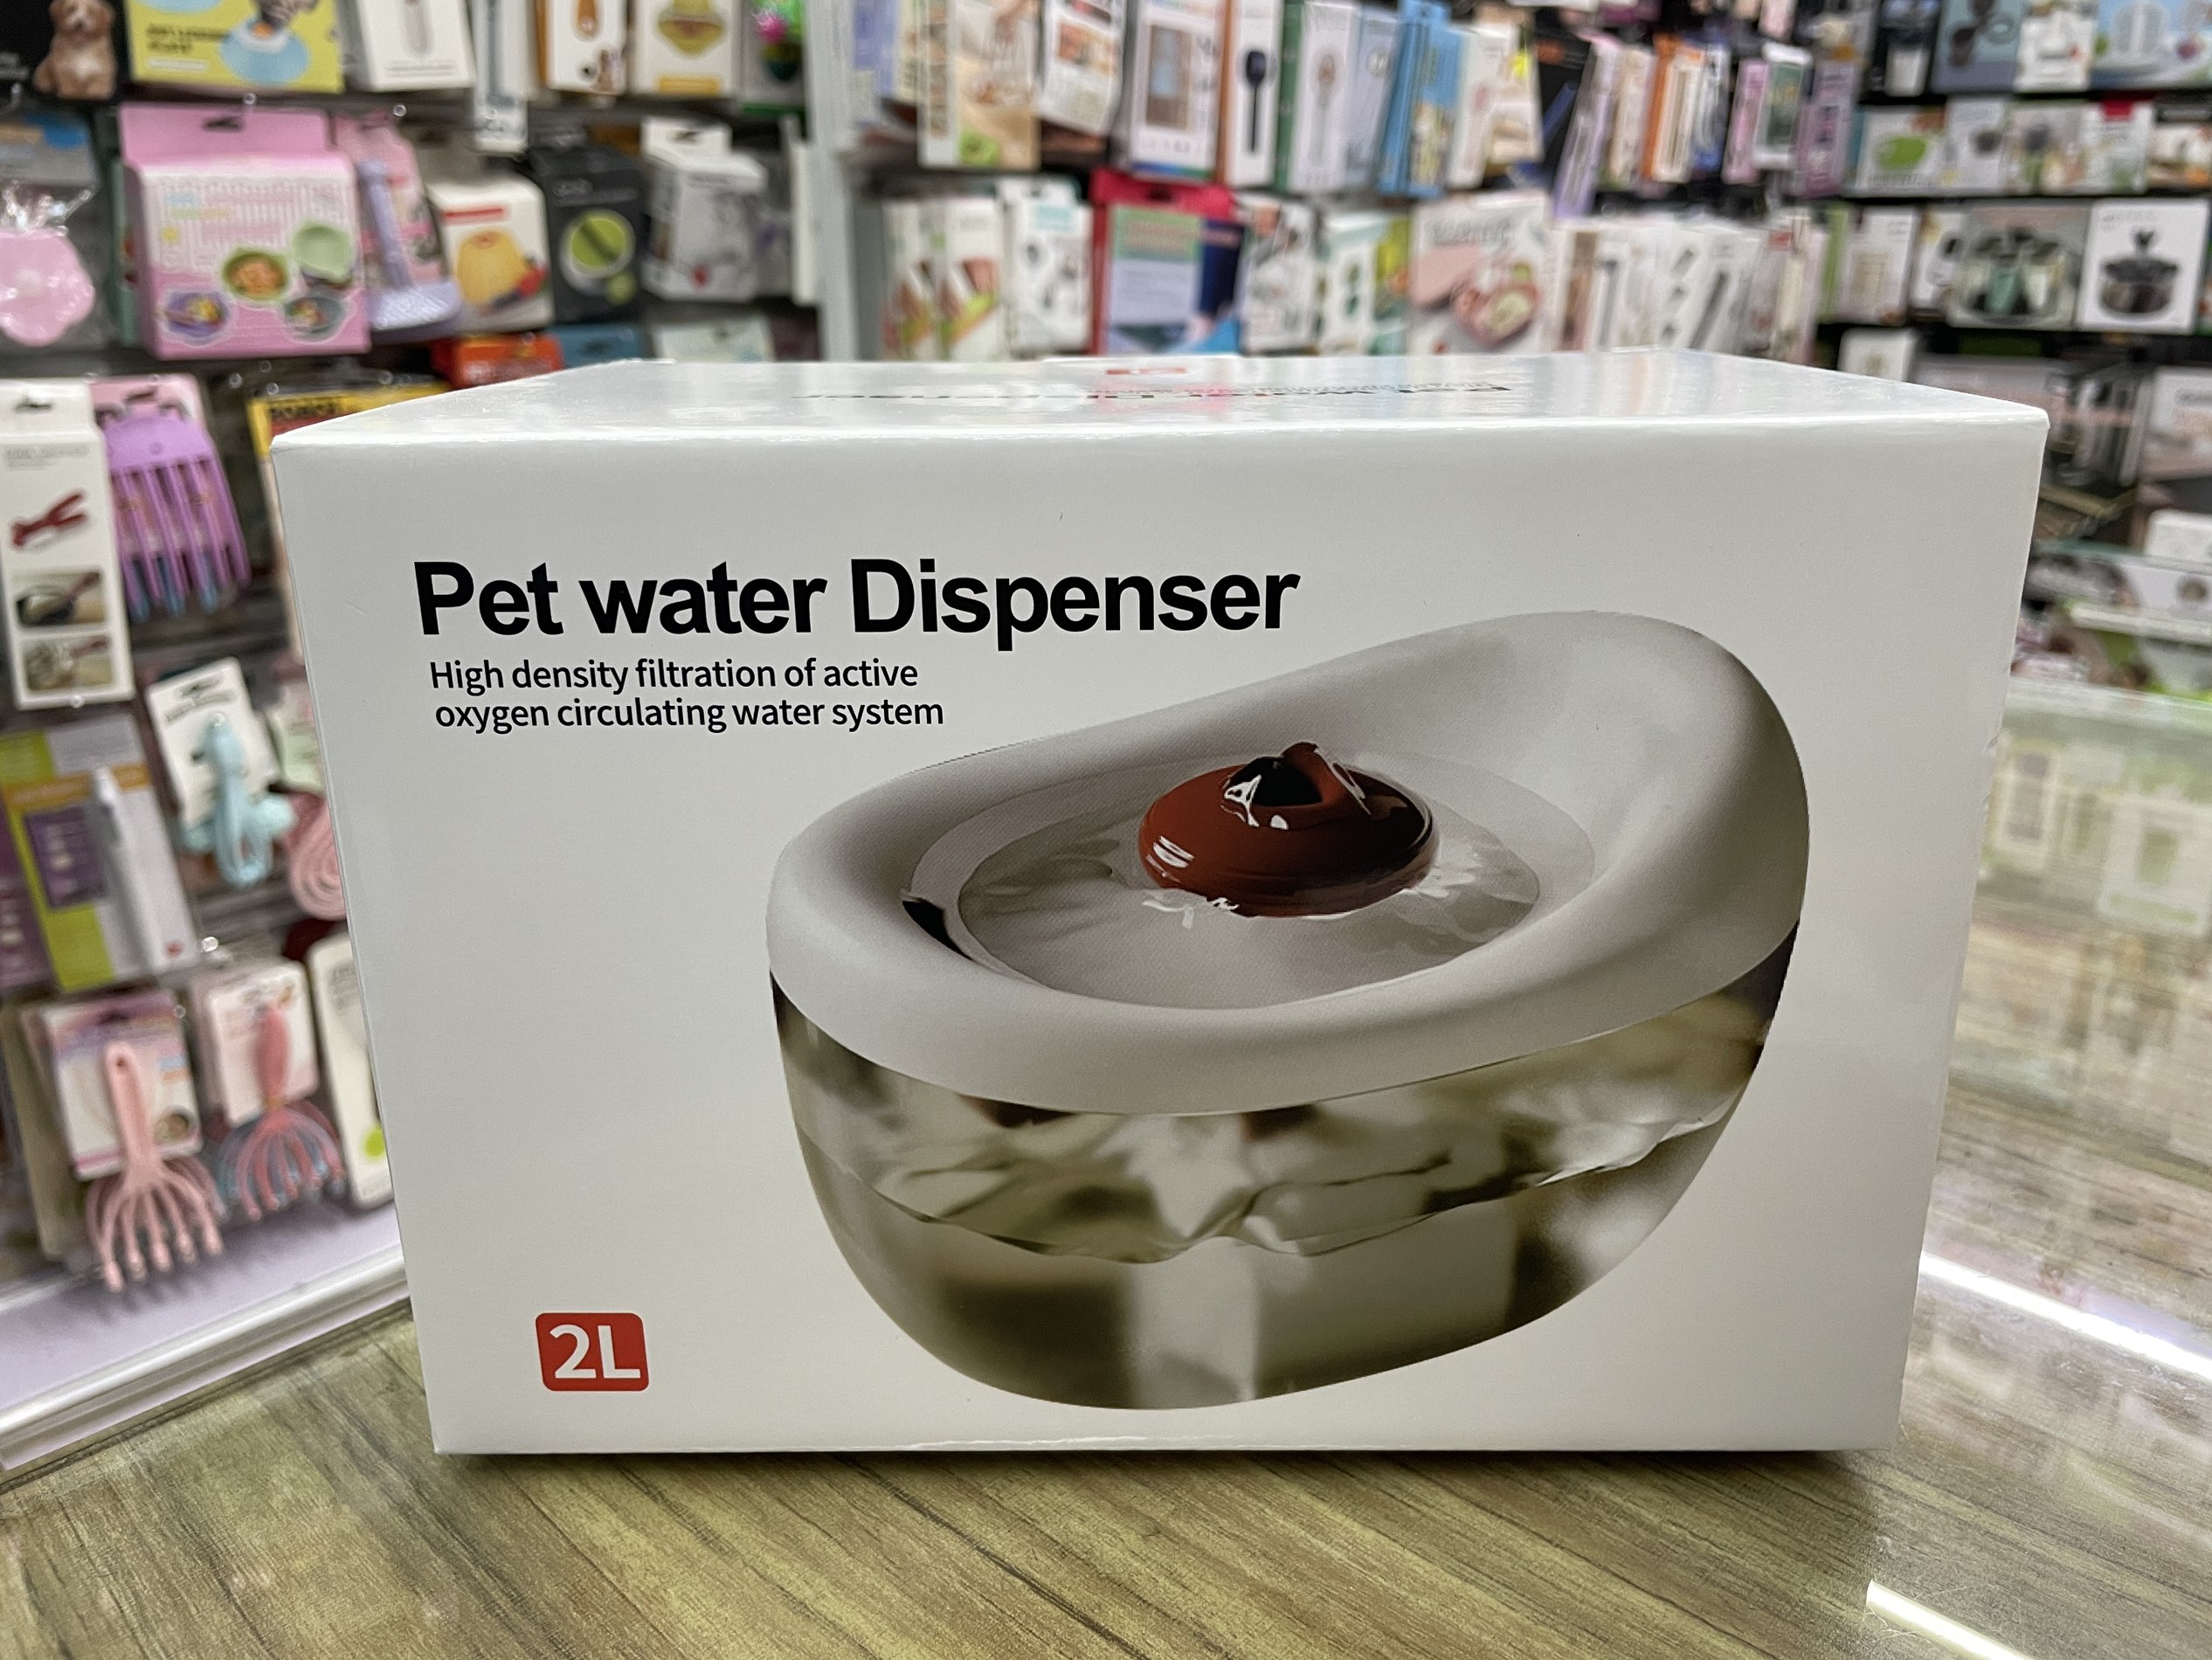 Pet water Dispenser
High density filtration of active
oxygen circulating water system
2L